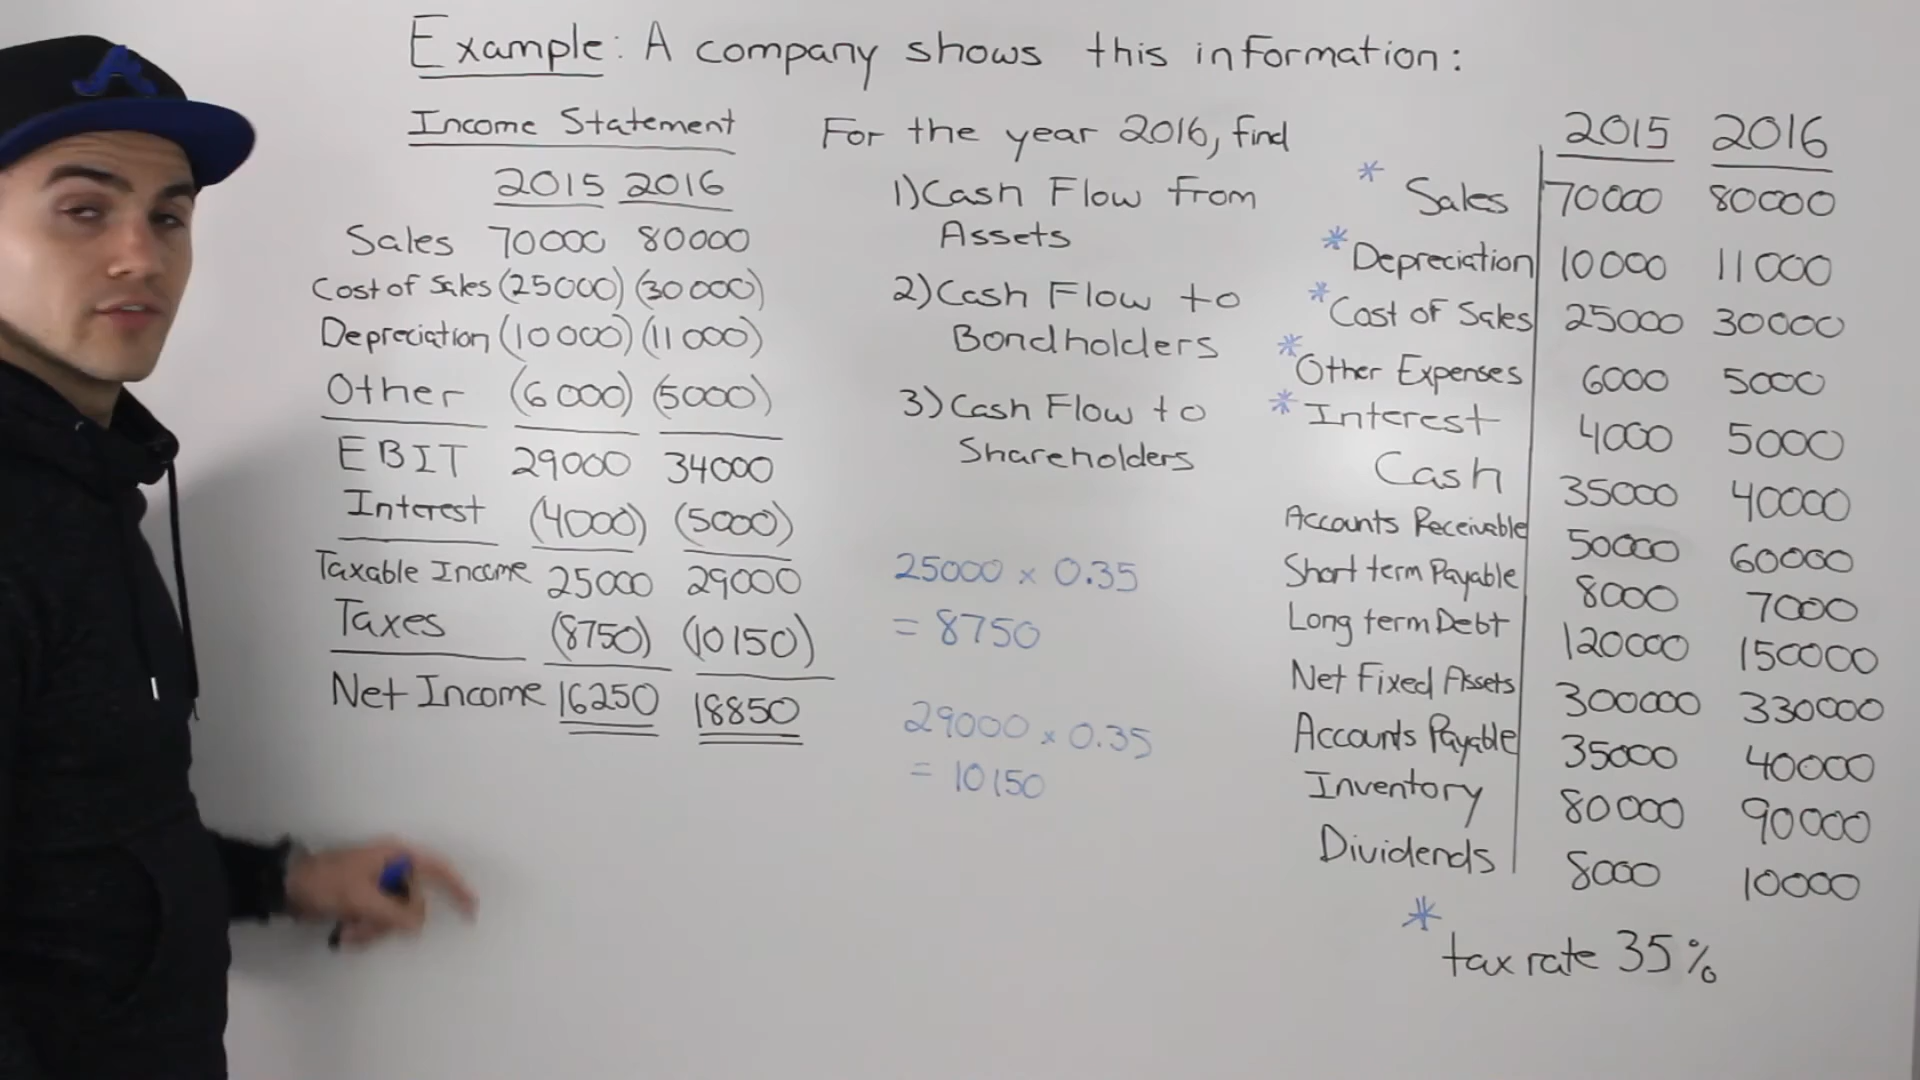 Example: A company shows this information:
Income Statement
2015 2016
Sales 70000 80000
Cost of Sales (25000) (30000)
Depreciation (10000) (11000)
Other (6000) (5000)
EBIT 29000 34000
Interest (4000) (5000)
Taxable Income 25000 29000
Taxes (8750) (10150)
Net Income 16250 18850
For the year 2016, find
1) Cash Flow from
Assets
2) Cash Flow to
Bondholders
3) Cash Flow to
Shareholders
25000 x 0.35
= 8750
29000 x 0.35
= 10150
2015 2016
* Sales 70000 80000
* Depreciation 10000 11000
* Cost of Sales 25000 30000
* Other Expenses 6000 5000
* Interest 4000 5000
Cash 35000 40000
Accounts Receivable 50000 60000
Short term Payable 8000 7000
Long term Debt 120000 150000
Net Fixed Assets 300000 330000
Accounts Payable 35000 40000
Inventory 80000 90000
Dividends 8000 10000
* tax rate 35%